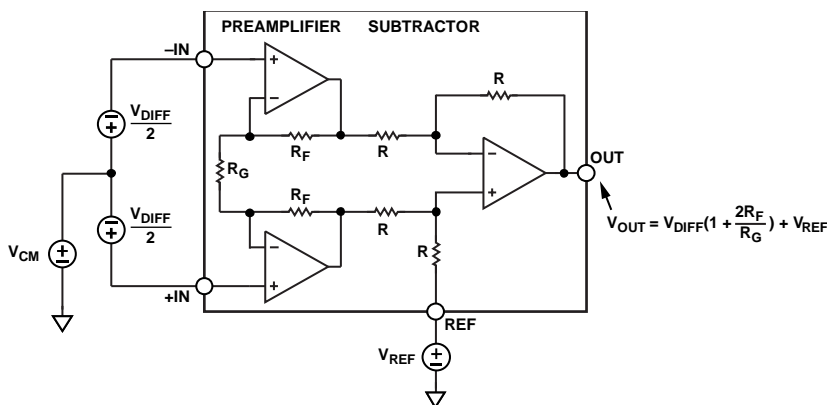 PREAMPLIFIER SUBTRACTOR
–IN
+
–
R
V_DIFF
2
R_F
R
R_G
–
+
OUT
R_F
R
V_OUT = V_DIFF(1 + 2R_F/R_G) + V_REF
V_DIFF
2
V_CM
R
–
+
+IN
REF
V_REF